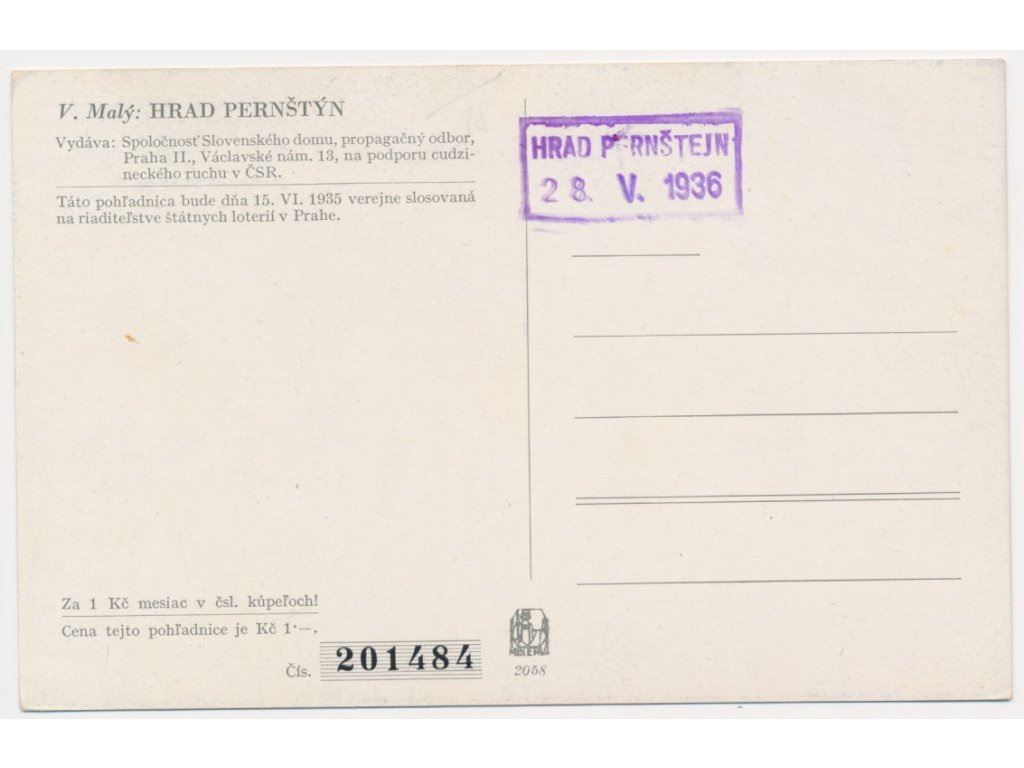 V. Malý: HRAD PERNŠTÝN
Vydáva: Spoločnosť Slovenského domu, propagačný odbor,
Praha II., Václavské nám. 13, na podporu cudzi-
neckého ruchu v ČSR.
Táto pohľadnica bude dňa 15. VI. 1935 verejne slosovaná
na riaditeľstve štátnych loterií v Prahe.
HRAD PERNŠTEJN
28. V. 1936
Za 1 Kč mesiac v čsl. kúpeľoch!
Cena tejto pohľadnice je Kč 1·—.
Čís. 201484
MINERVA
2058